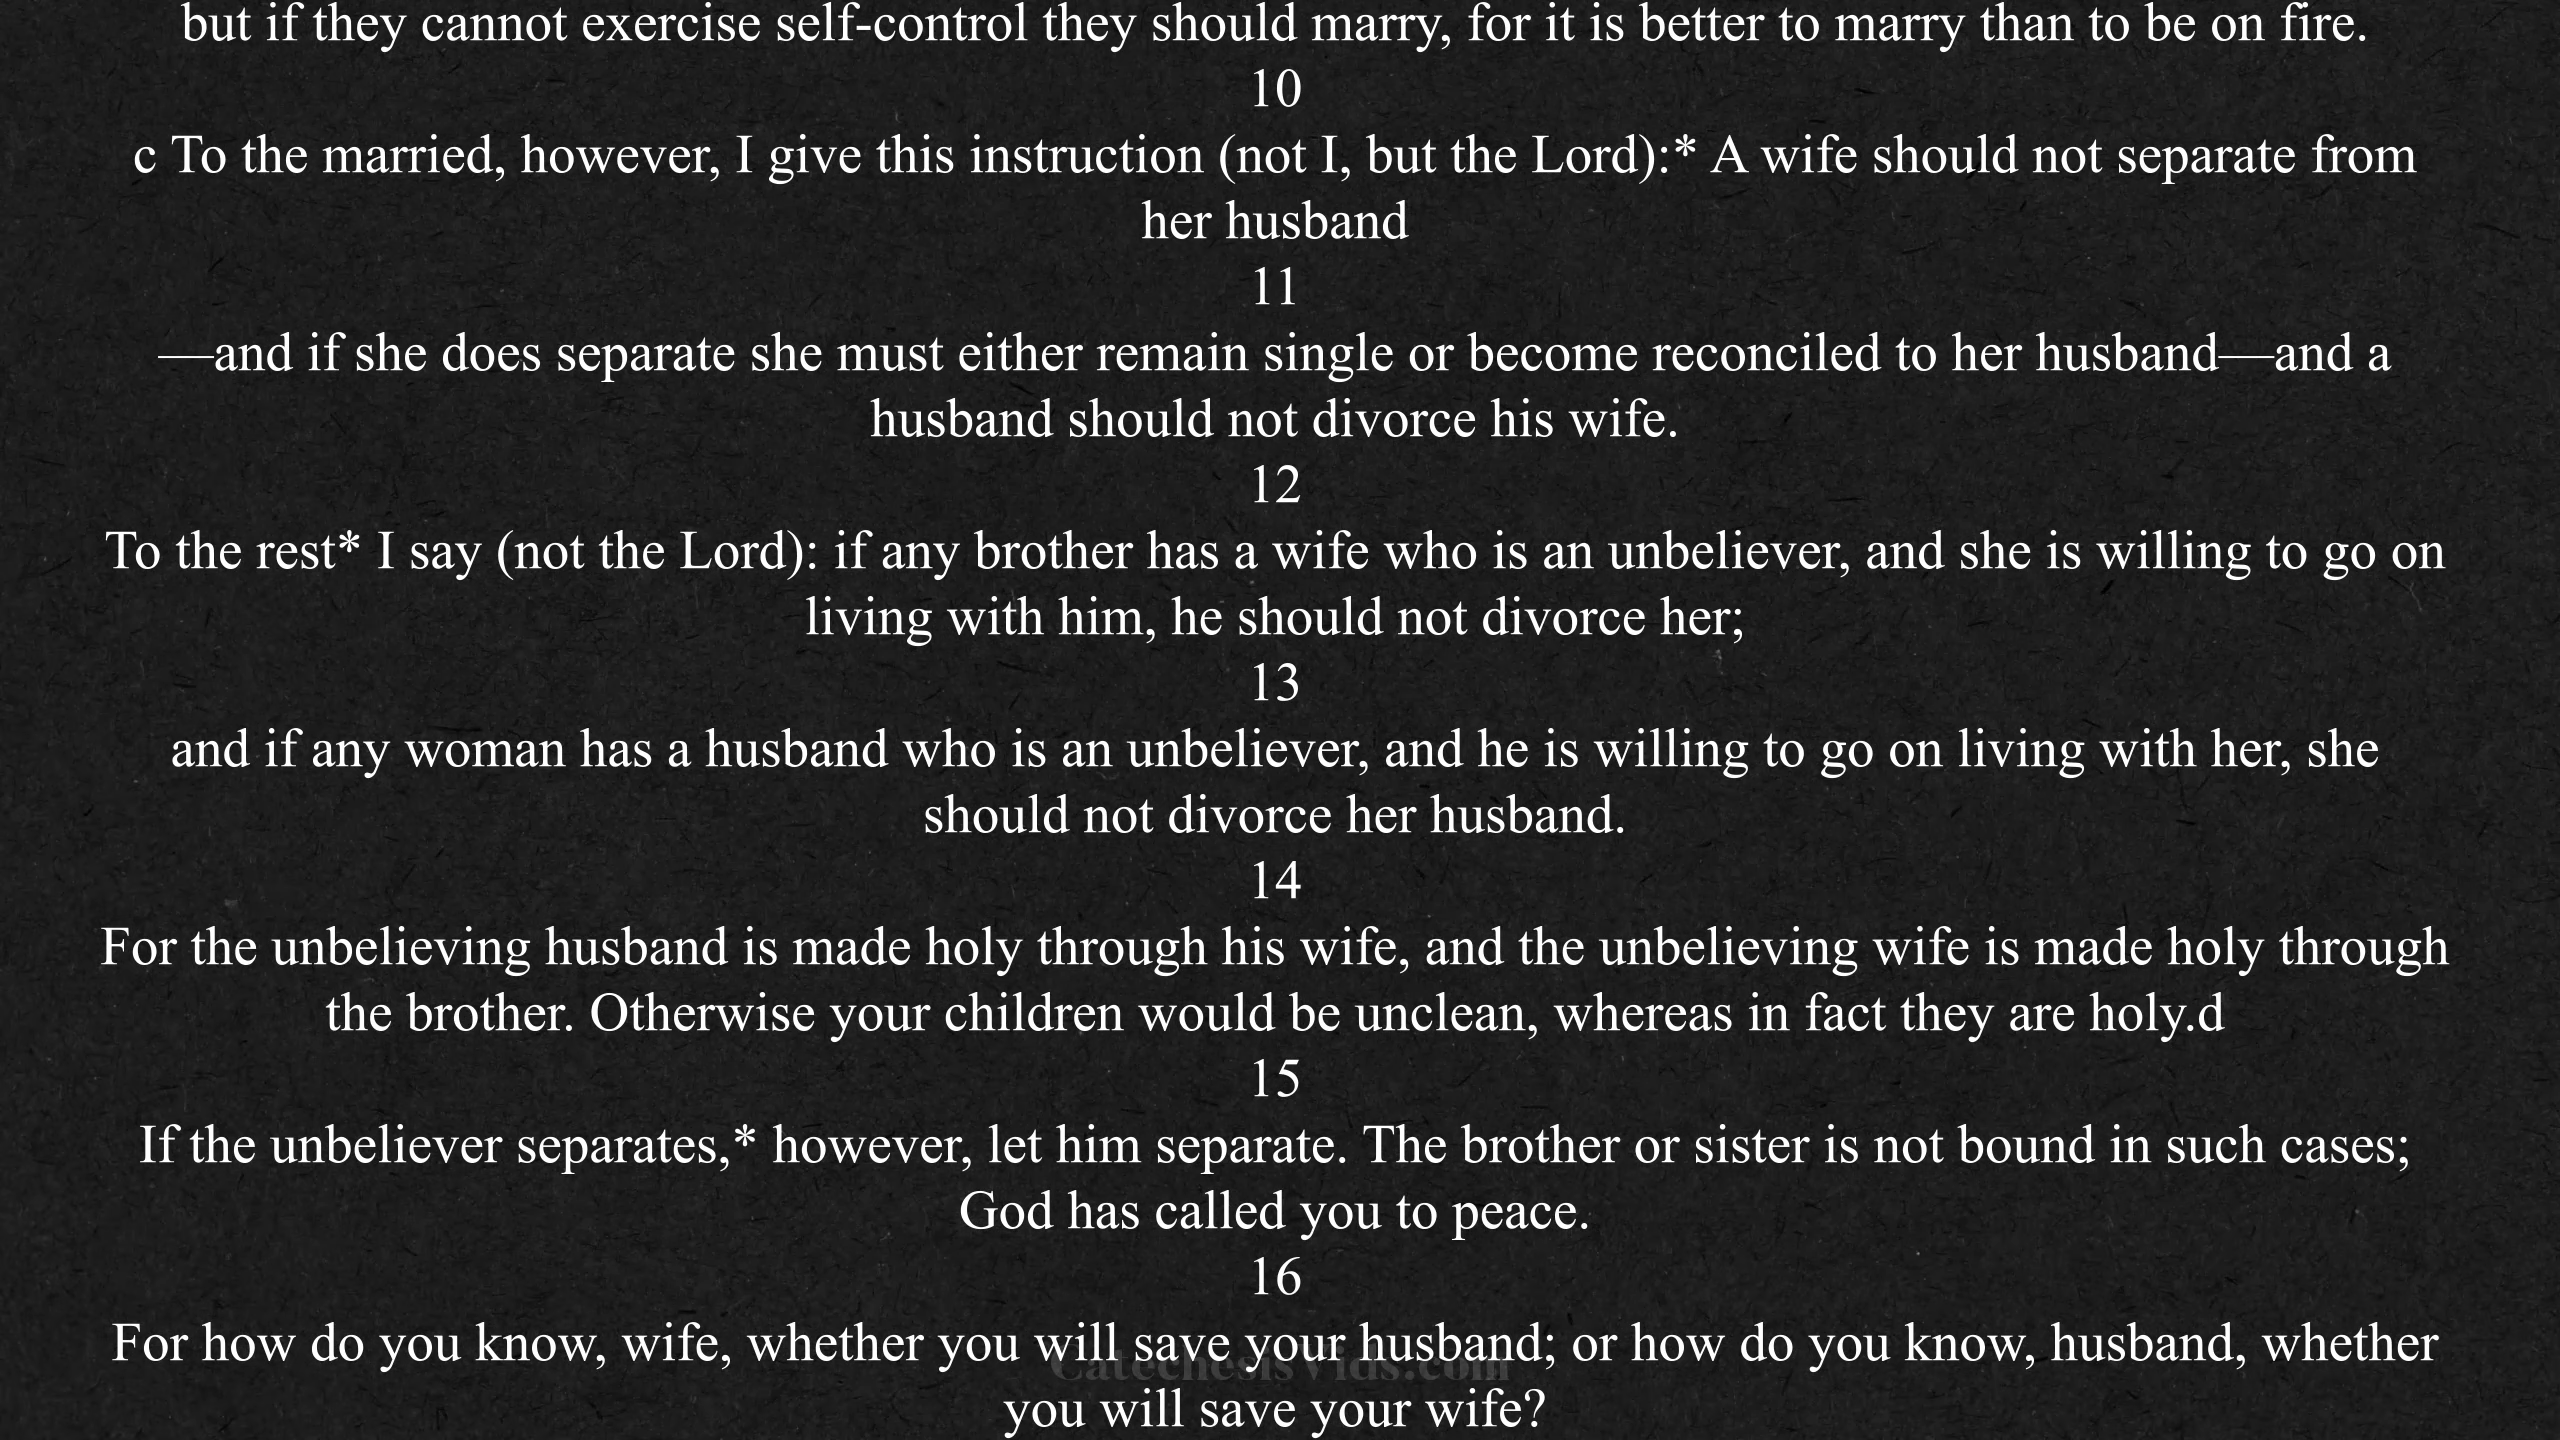 but if they cannot exercise self-control they should marry, for it is better to marry than to be on fire.
10
c To the married, however, I give this instruction (not I, but the Lord):* A wife should not separate from
her husband
11
—and if she does separate she must either remain single or become reconciled to her husband—and a
husband should not divorce his wife.
12
To the rest* I say (not the Lord): if any brother has a wife who is an unbeliever, and she is willing to go on
living with him, he should not divorce her;
13
and if any woman has a husband who is an unbeliever, and he is willing to go on living with her, she
should not divorce her husband.
14
For the unbelieving husband is made holy through his wife, and the unbelieving wife is made holy through
the brother. Otherwise your children would be unclean, whereas in fact they are holy.d
15
If the unbeliever separates,* however, let him separate. The brother or sister is not bound in such cases;
God has called you to peace.
16
For how do you know, wife, whether you will save your husband; or how do you know, husband, whether
CatechesisVids.com
you will save your wife?